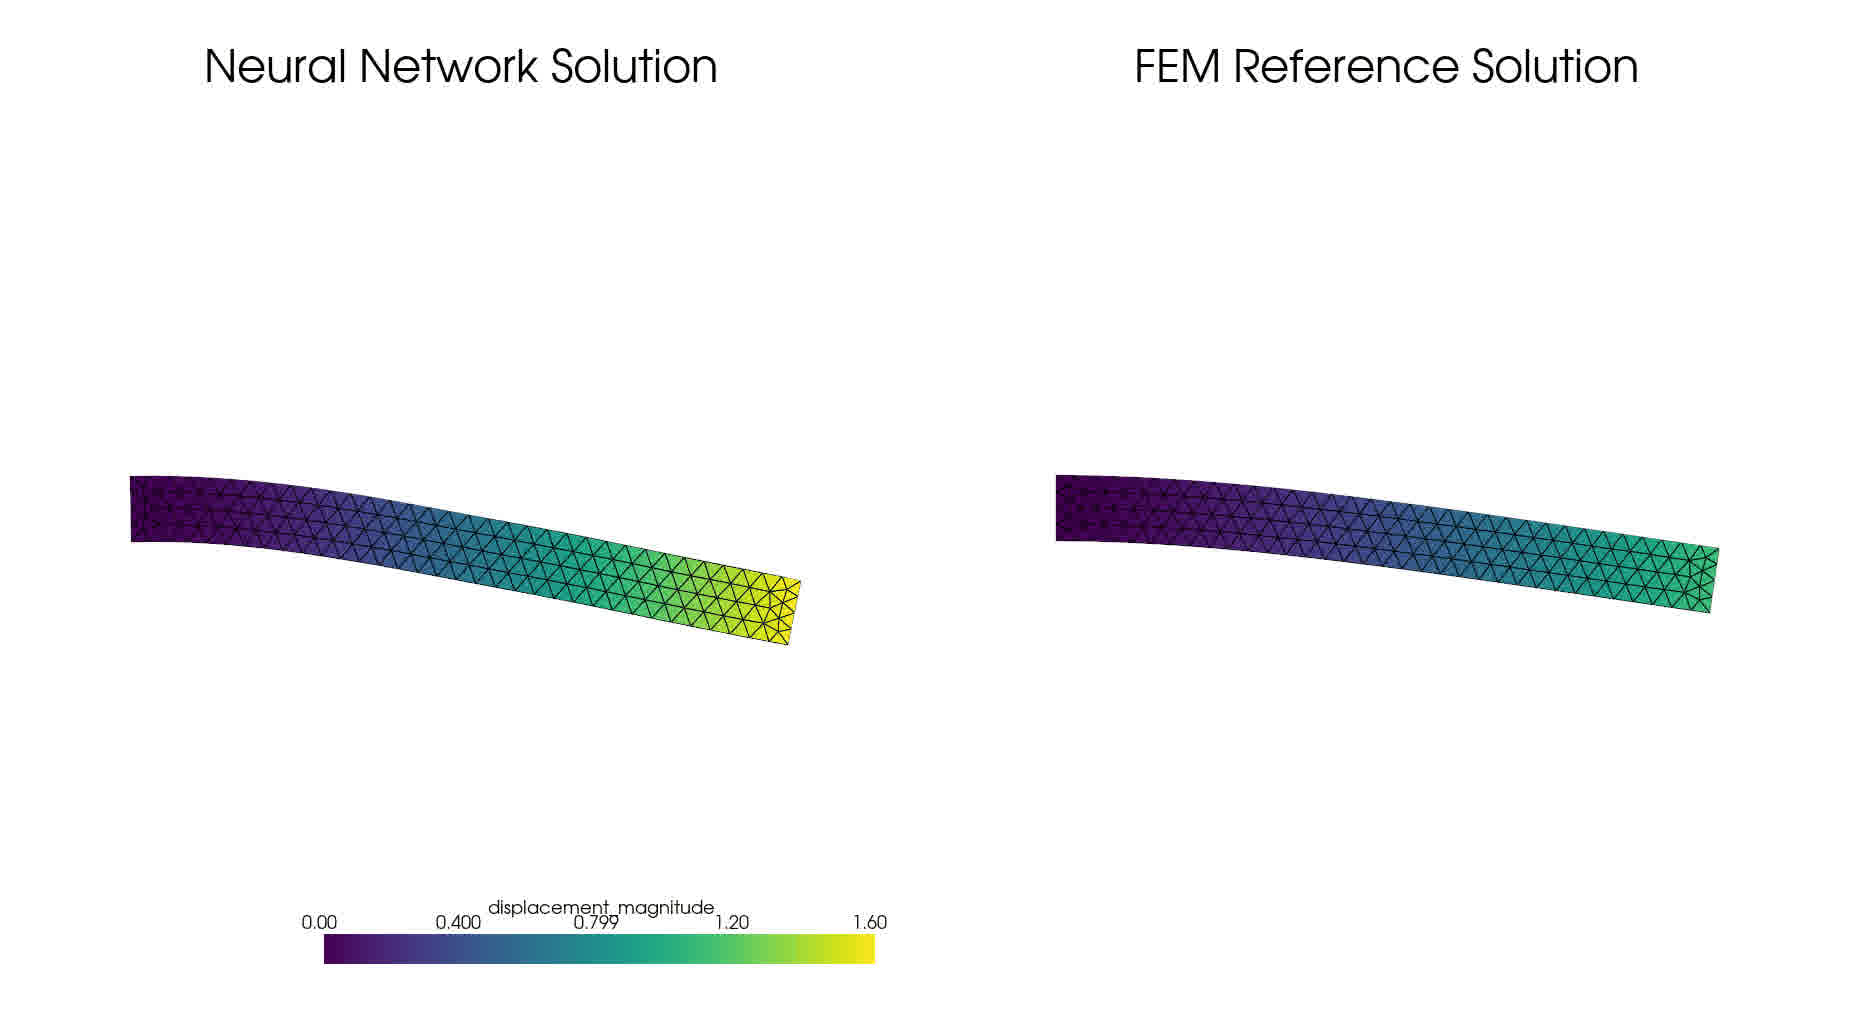 Neural Network Solution
FEM Reference Solution
displacement_magnitude
0.00 0.400 0.799 1.20 1.60